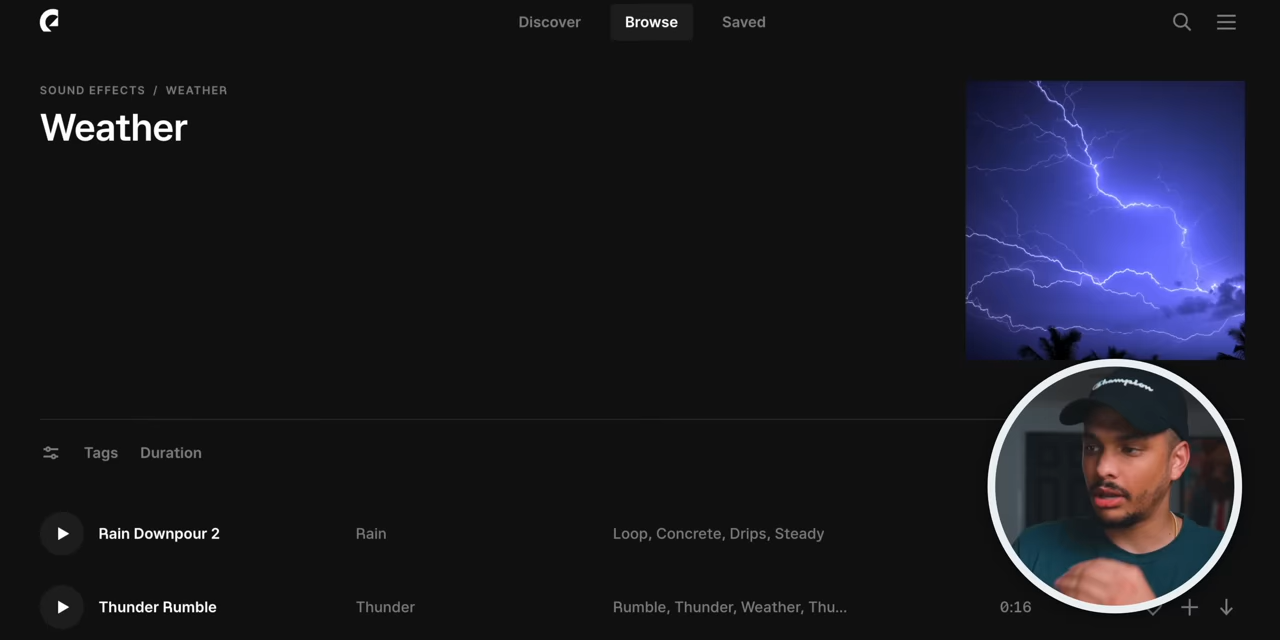 Discover Browse Saved
SOUND EFFECTS / WEATHER
Weather
Champion
Tags Duration
Rain Downpour 2 Rain Loop, Concrete, Drips, Steady
Thunder Rumble Thunder Rumble, Thunder, Weather, Thu... 0:16